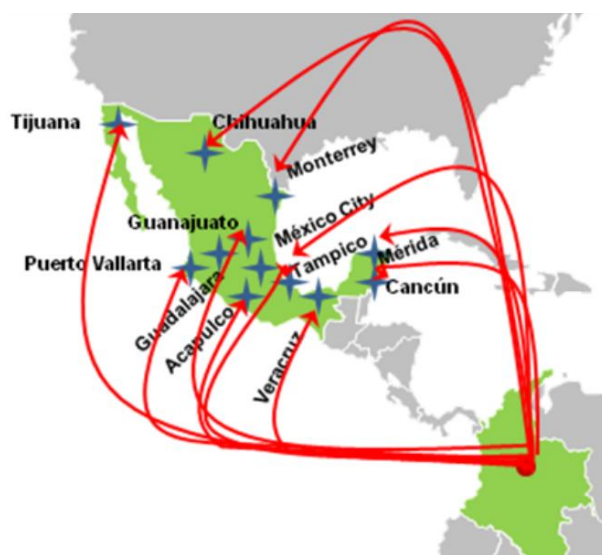 Tijuana
Chihuahua
Monterrey
Guanajuato
México City
Puerto Vallarta
Tampico
Mérida
Guadalajara
Cancún
Acapulco
Veracruz